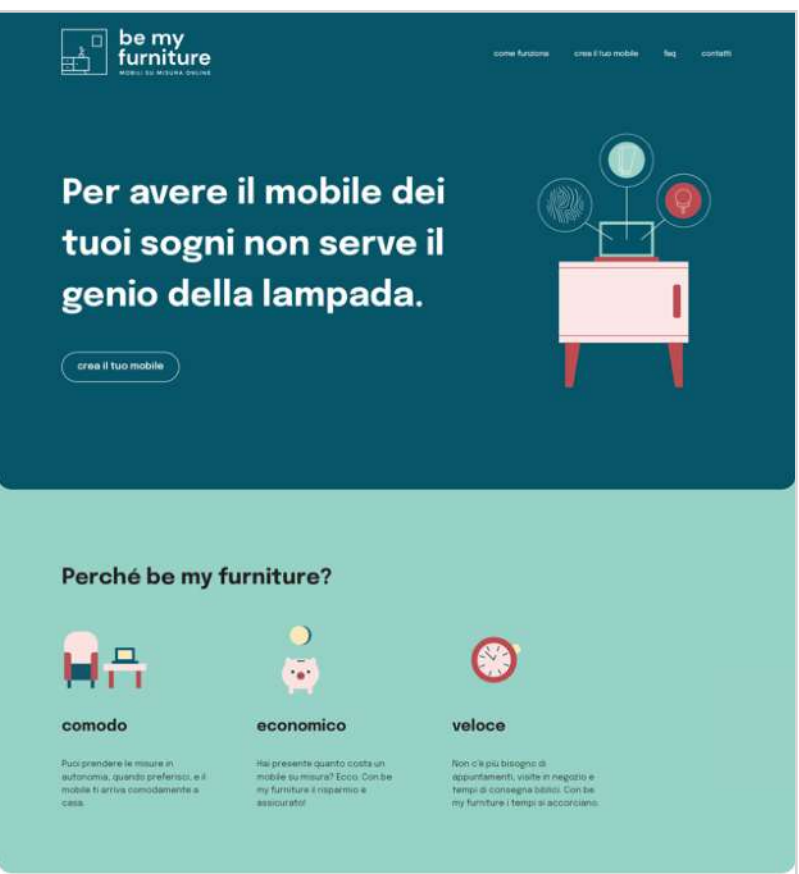 be my
furniture
MOBILI SU MISURA ONLINE
come funziona
crea il tuo mobile
faq
contatti
Per avere il mobile dei
tuoi sogni non serve il
genio della lampada.
crea il tuo mobile
Perché be my furniture?
comodo
Puoi prendere le misure in
autonomia, quando preferisci, e il
mobile ti arriva comodamente a
casa.
economico
Hai presente quanto costa un
mobile su misura? Ecco. Con be
my furniture il risparmio è
assicurato!
veloce
Non c'è più bisogno di
appuntamenti, visite in negozio e
tempi di consegna biblici. Con be
my furniture i tempi si accorciano.